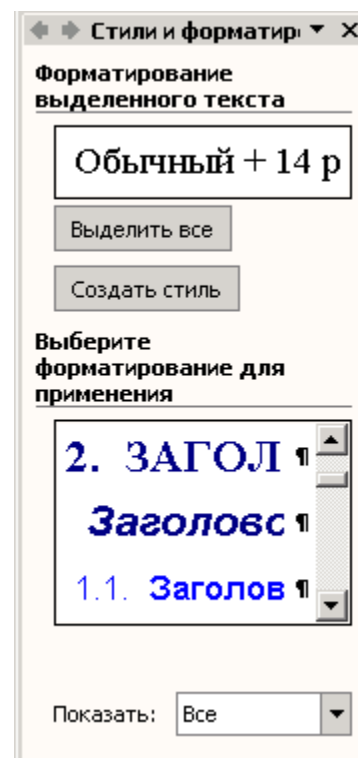 Стили и форматир
Форматирование
выделенного текста
Обычный + 14 р
Выделить все
Создать стиль
Выберите
форматирование для
применения
2. ЗАГОЛ ¶
Заголовс ¶
1.1. Заголов ¶
Показать: Все